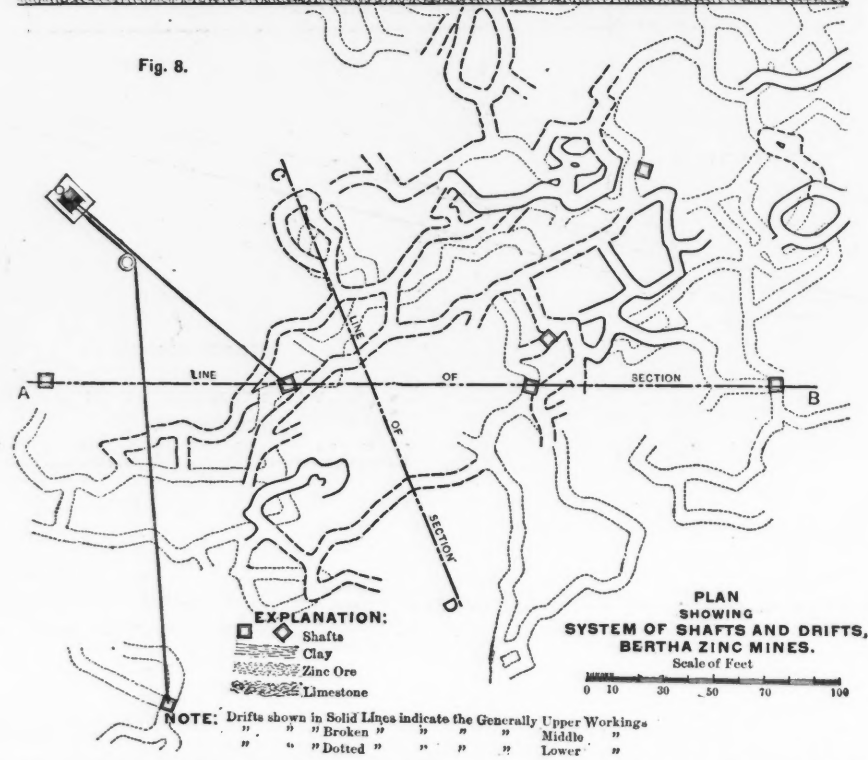 Fig. 8.
C
LINE
A LINE OF SECTION B
OF
SECTION
D
EXPLANATION:
Shafts
Clay
Zinc Ore
Limestone
PLAN
SHOWING
SYSTEM OF SHAFTS AND DRIFTS,
BERTHA ZINC MINES.
Scale of Feet
0 10 30 50 70 100
NOTE: Drifts shown in Solid Lines indicate the Generally Upper Workings
" " " Broken " " " " Middle "
" " " Dotted " " " " Lower "